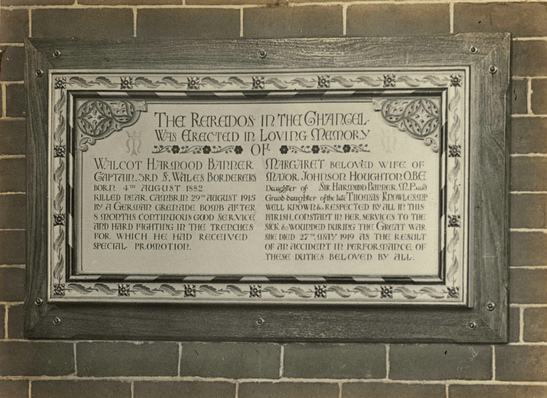 THE REREDOS IN THE CHANCEL
WAS ERECTED IN LOVING MEMORY
OF
WALCOT HARMOOD BANNER
CAPTAIN, 3RD S. WALES BORDERERS
BORN 4TH AUGUST 1882
KILLED NEAR CAMBRIN 29TH AUGUST 1915
BY A GERMAN GRENADE BOMB AFTER
8 MONTHS CONTINUOUS GOOD SERVICE
AND HARD FIGHTING IN THE TRENCHES
FOR WHICH HE HAD RECEIVED
SPECIAL PROMOTION.
MARGARET BELOVED WIFE OF
MAJOR JOHNSON HOUGHTON O.B.E
Daughter of SIR HARMOOD BANNER, M.P. and
Grand-daughter of the late THOMAS KNOWLES M.P
WELL KNOWN & RESPECTED BY ALL IN THIS
PARISH, CONSTANT IN HER SERVICES TO THE
SICK & WOUNDED DURING THE GREAT WAR
SHE DIED 27TH MAY 1919 AS THE RESULT
OF AN ACCIDENT IN PERFORMANCE OF
THESE DUTIES BELOVED BY ALL.